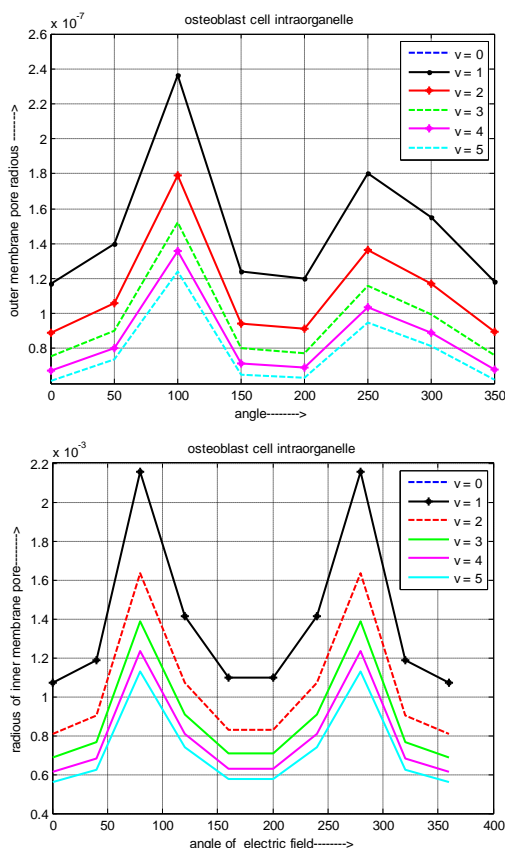 osteoblast cell intraorganelle
x 10^-7
2.6
2.4
2.2
2
1.8
1.6
1.4
1.2
1
0.8
outer membrane pore radious ------->
v = 0
v = 1
v = 2
v = 3
v = 4
v = 5
0 50 100 150 200 250 300 350
angle-------->
osteoblast cell intraorganelle
x 10^-3
2.2
2
1.8
1.6
1.4
1.2
1
0.8
0.6
0.4
radious of inner membrane pore------->
v = 0
v = 1
v = 2
v = 3
v = 4
v = 5
0 50 100 150 200 250 300 350 400
angle of electric field-------->